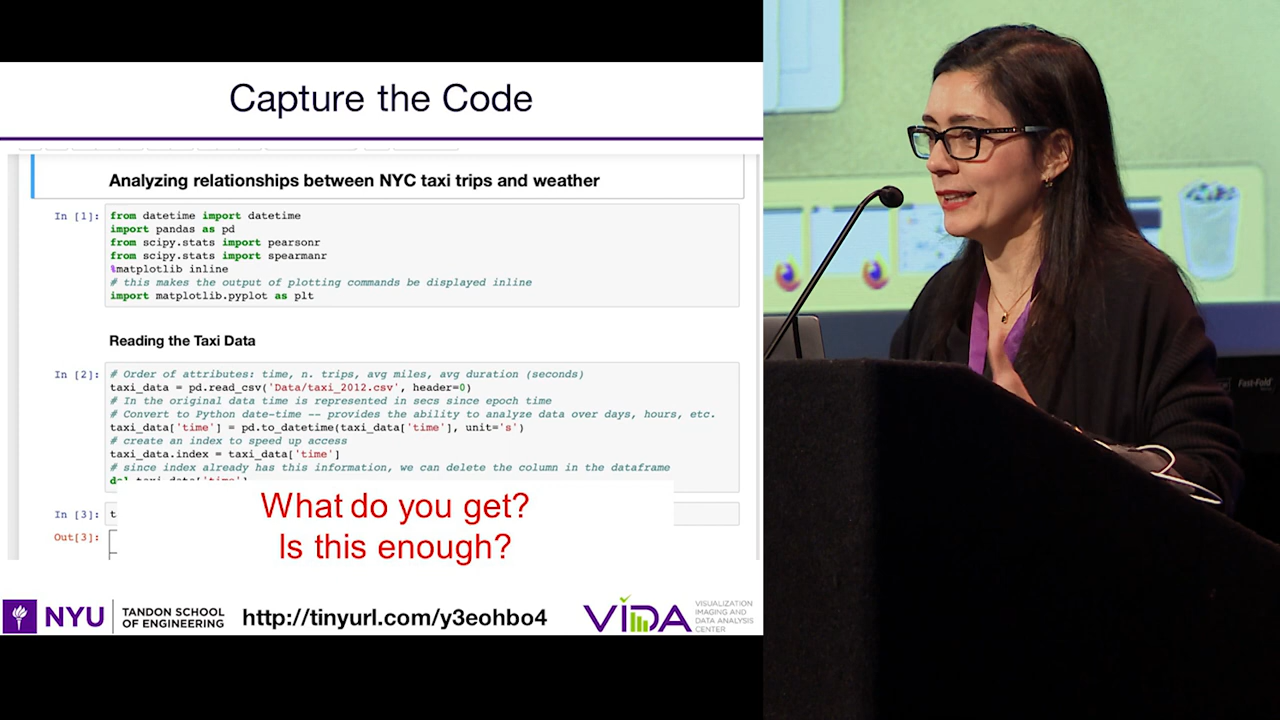 Capture the Code
Analyzing relationships between NYC taxi trips and weather
In [1]:
from datetime import datetime
import pandas as pd
from scipy.stats import pearsonr
from scipy.stats import spearmanr
%matplotlib inline
# this makes the output of plotting commands be displayed inline
import matplotlib.pyplot as plt
Reading the Taxi Data
In [2]:
# Order of attributes: time, n. trips, avg miles, avg duration (seconds)
taxi_data = pd.read_csv('Data/taxi_2012.csv', header=0)
# In the original data time is represented in secs since epoch time
# Convert to Python date-time -- provides the ability to analyze data over days, hours, etc.
taxi_data['time'] = pd.to_datetime(taxi_data['time'], unit='s')
# create an index to speed up access
taxi_data.index = taxi_data['time']
# since index already has this information, we can delete the column in the dataframe
del taxi_data['time']
In [3]: t
What do you get?
Out[3]:
Is this enough?
NYU
TANDON SCHOOL
OF ENGINEERING
http://tinyurl.com/y3eohbo4
VIDA
VISUALIZATION
IMAGING AND
DATA ANALYSIS
CENTER
Fast-Fold